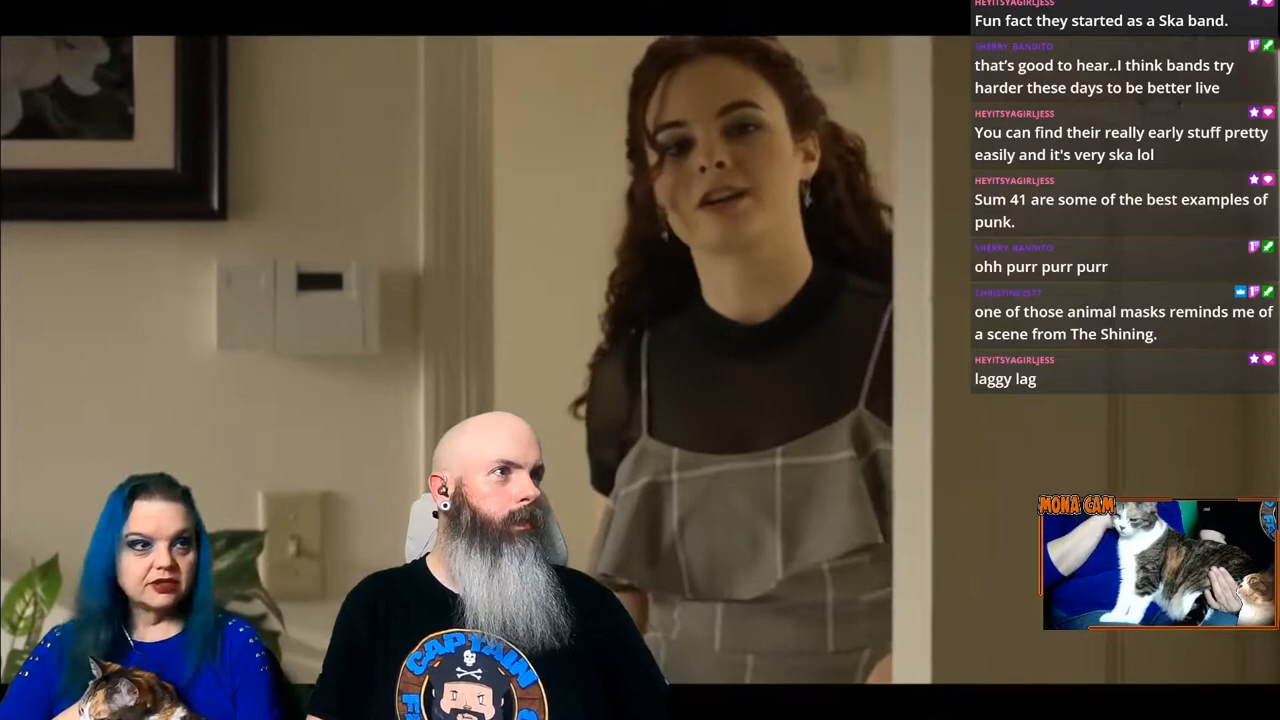 HEYITSYAGIRLJESS
Fun fact they started as a Ska band.
SHERRY_BANDITO
that’s good to hear..I think bands try
harder these days to be better live
HEYITSYAGIRLJESS
You can find their really early stuff pretty
easily and it's very ska lol
HEYITSYAGIRLJESS
Sum 41 are some of the best examples of
punk.
SHERRY_BANDITO
ohh purr purr purr
one of those animal masks reminds me of
a scene from The Shining.
HEYITSYAGIRLJESS
laggy lag
MONA CAM
CAPTAIN